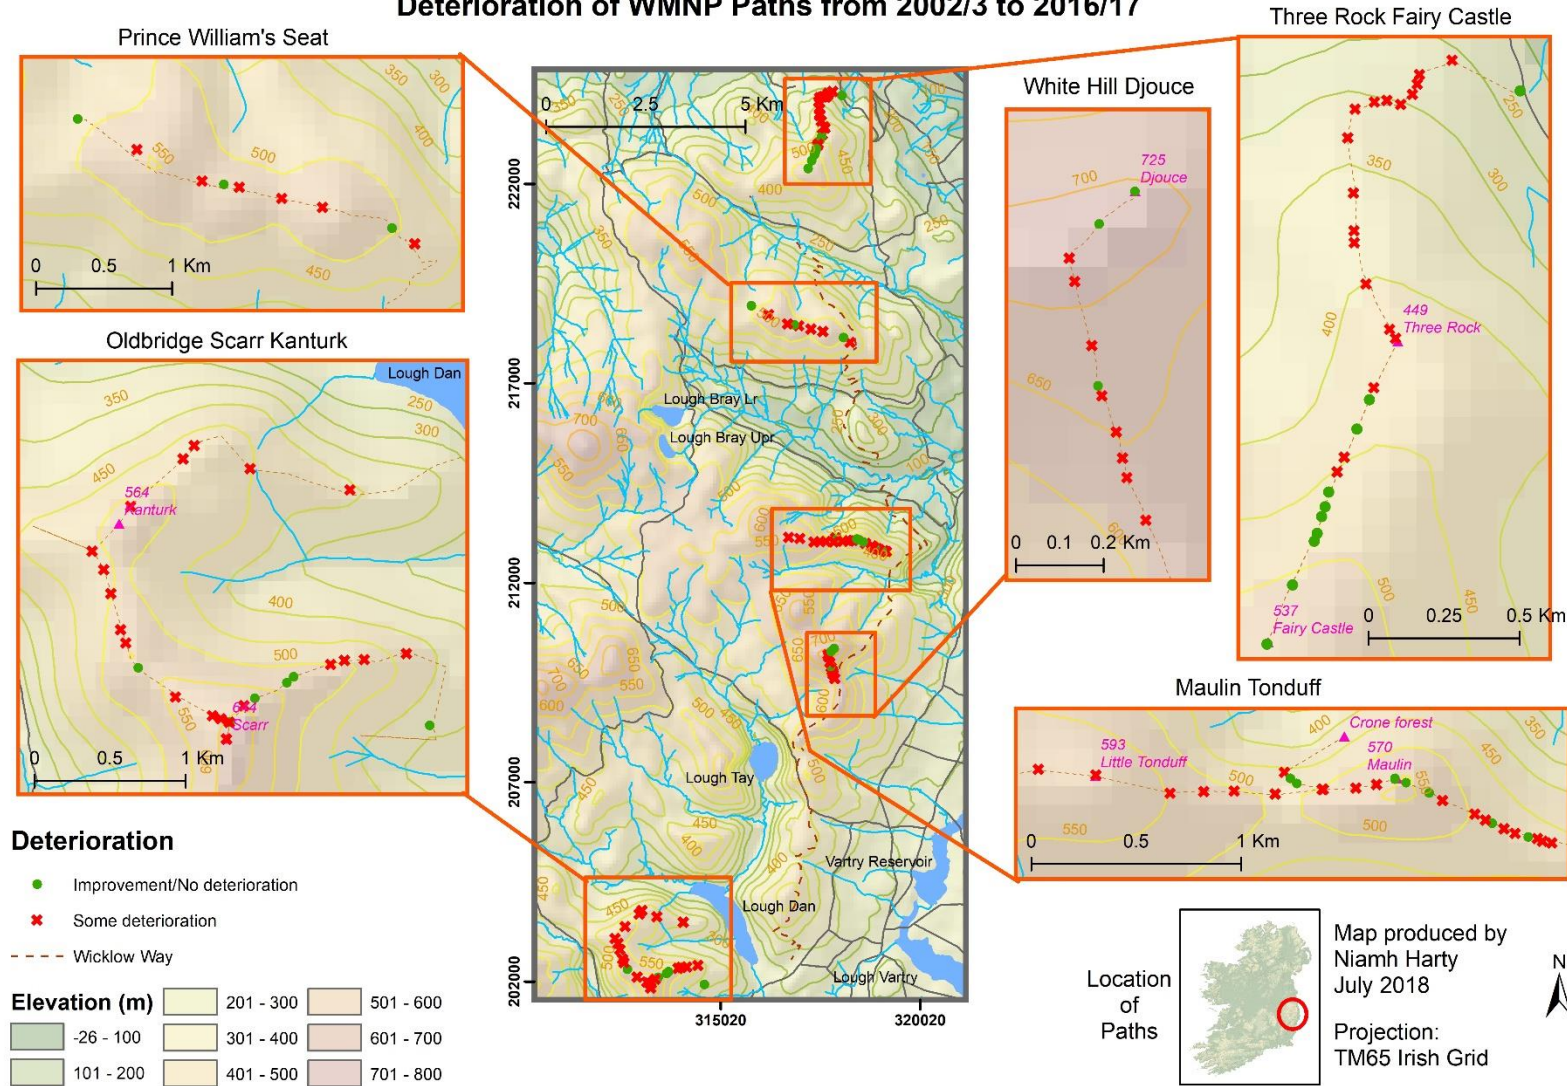 Deterioration of WMNP Paths from 2002/3 to 2016/17
Prince William's Seat
350
300
400
550
500
450
0 0.5 1 Km
Oldbridge Scarr Kanturk
Lough Dan
350
250
300
450
564
Kanturk
400
500
550
Scarr
0 0.5 1 Km
Deterioration
Improvement/No deterioration
Some deterioration
Wicklow Way
Elevation (m)
-26 - 100
101 - 200
201 - 300
301 - 400
401 - 500
501 - 600
601 - 700
701 - 800
0 2.5 5 Km
222000
217000
212000
207000
202000
315020
320020
Lough Bray Lr
Lough Bray Upr
Lough Tay
Vartry Reservoir
Lough Dan
Lough Vartry
White Hill Djouce
725
Djouce
700
650
0 0.1 0.2 Km
Three Rock Fairy Castle
250
350
300
400
449
Three Rock
500
450
537
Fairy Castle
0 0.25 0.5 Km
Maulin Tonduff
400
Crone forest
350
593
Little Tonduff
570
Maulin
450
500
550
500
0 0.5 1 Km
Location
of
Paths
Map produced by
Niamh Harty
July 2018
Projection:
TM65 Irish Grid
N